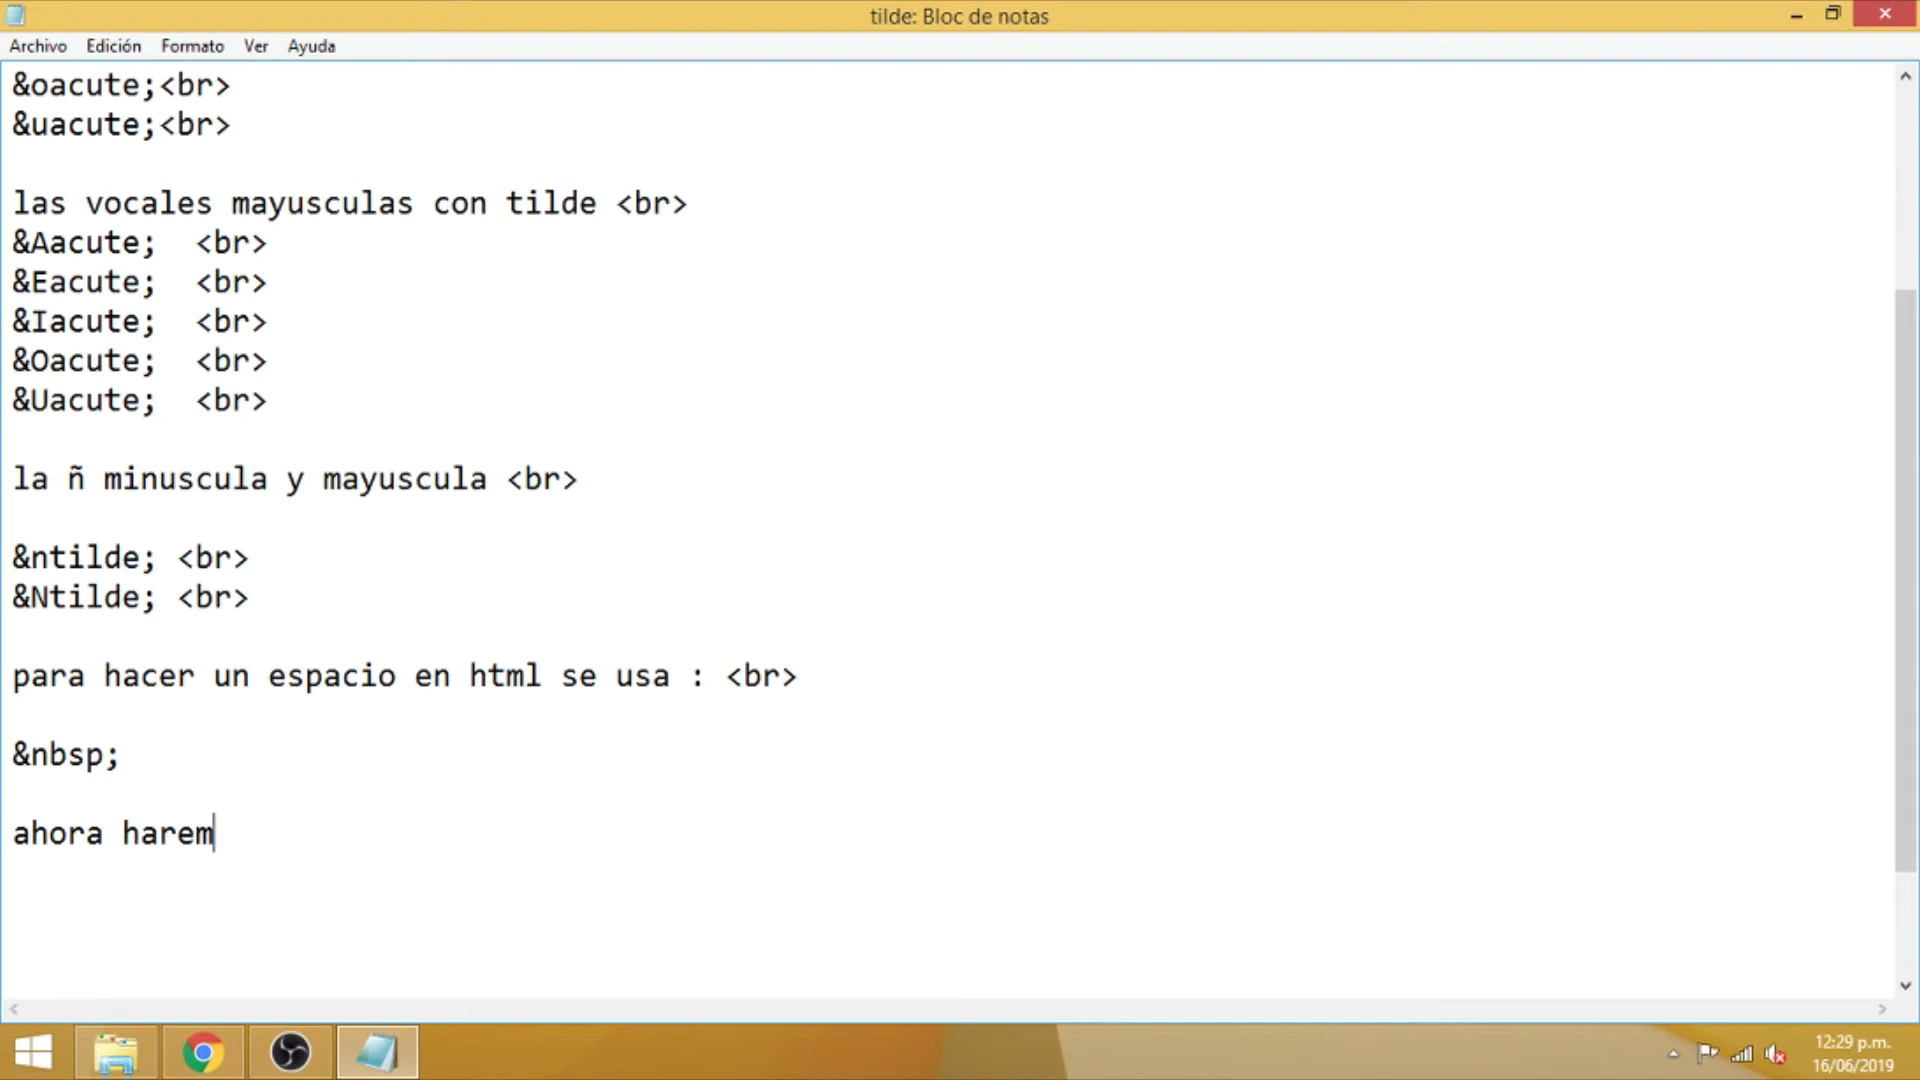 tilde: Bloc de notas
Archivo Edición Formato Ver Ayuda
&oacute;<br>
&uacute;<br>
las vocales mayusculas con tilde <br>
&Aacute;  <br>
&Eacute;  <br>
&Iacute;  <br>
&Oacute;  <br>
&Uacute;  <br>
la ñ minuscula y mayuscula <br>
&ntilde; <br>
&Ntilde; <br>
para hacer un espacio en html se usa : <br>
&nbsp;
ahora harem
12:29 p.m.
16/06/2019